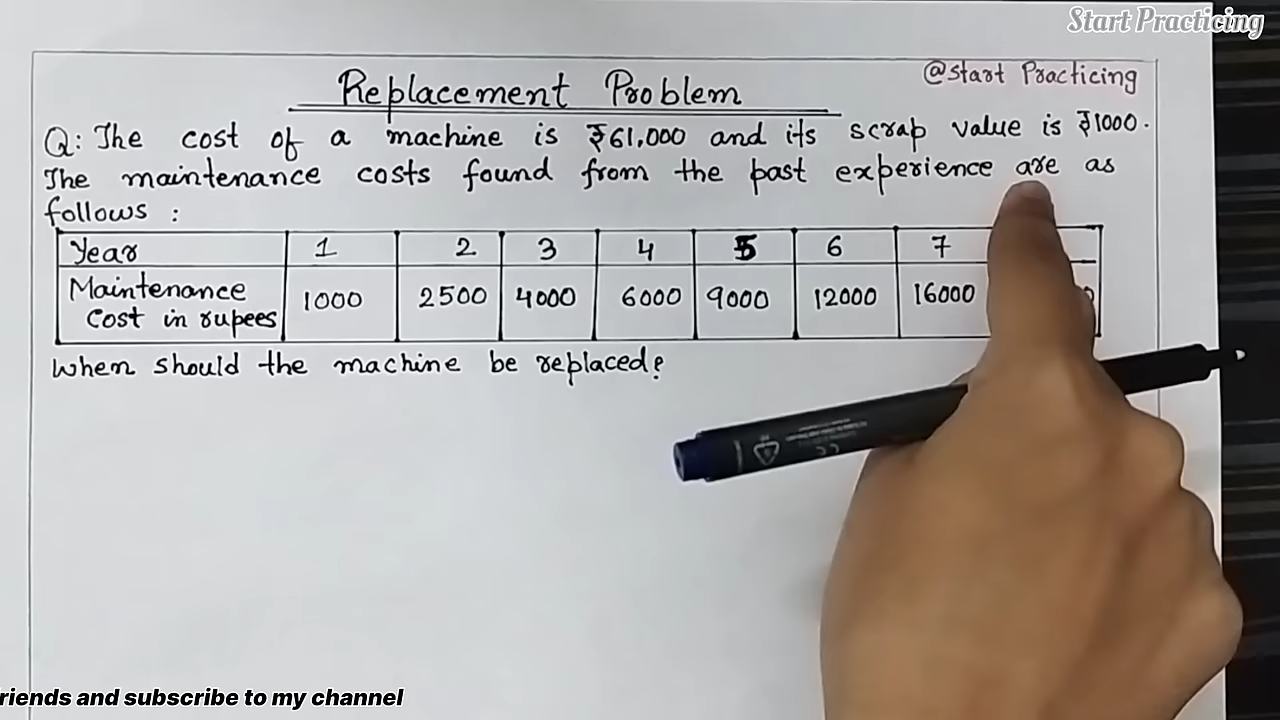 Start Practicing
@Start Practicing
Replacement Problem
Q: The cost of a machine is ₹61,000 and its scrap value is ₹1000.
The maintenance costs found from the past experience are as
follows :
Year 1 2 3 4 5 6 7
Maintenance
Cost in rupees 1000 2500 4000 6000 9000 12000 16000
When should the machine be replaced?
riends and subscribe to my channel